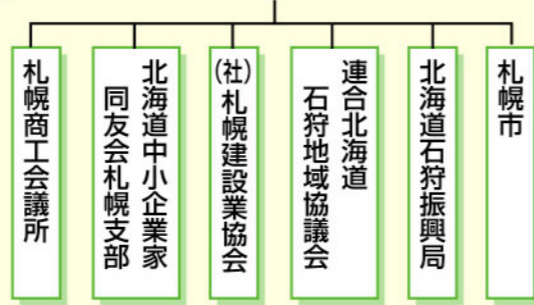 札幌市
北海道石狩振興局
連合北海道
石狩地域協議会
(社)札幌建設業協会
北海道中小企業家
同友会札幌支部
札幌商工会議所